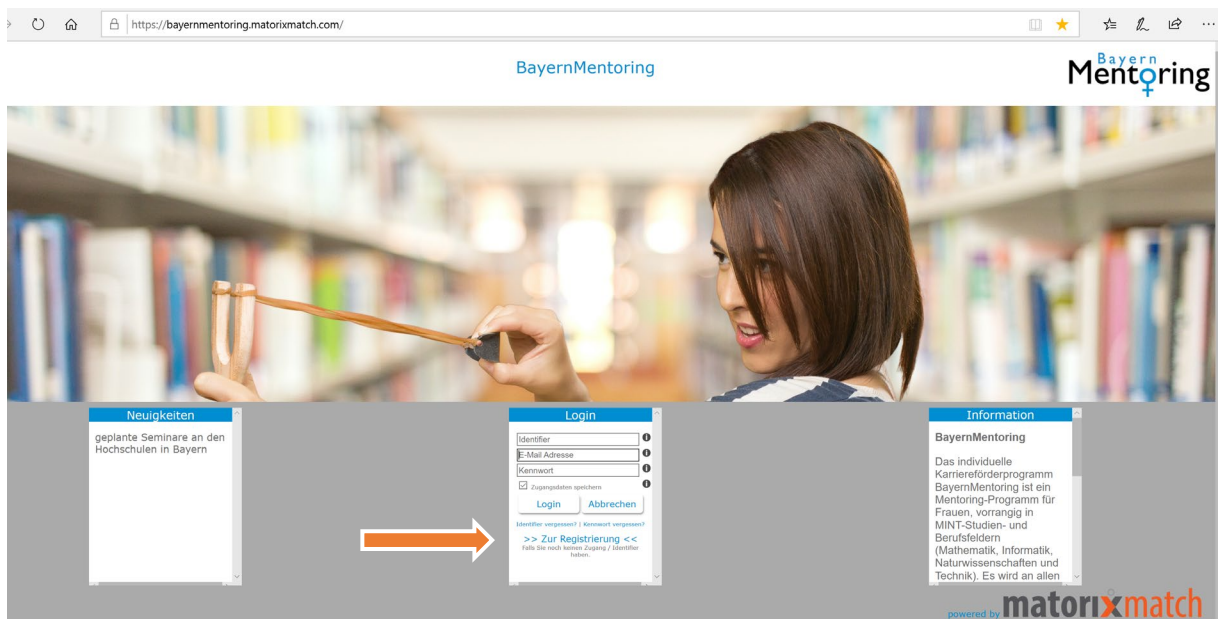 https://bayernmentoring.matorixmatch.com/
BayernMentoring
Bayern
Mentoring
Neuigkeiten
geplante Seminare an den
Hochschulen in Bayern
Login
Identifier
E-Mail Adresse
Kennwort
Zugangsdaten speichern
Login Abbrechen
Identifier vergessen? | Kennwort vergessen?
>> Zur Registrierung <<
Falls Sie noch keinen Zugang / Identifier
haben.
Information
BayernMentoring
Das individuelle
Karriereförderprogramm
BayernMentoring ist ein
Mentoring-Programm für
Frauen, vorrangig in
MINT-Studien- und
Berufsfeldern
(Mathematik, Informatik,
Naturwissenschaften und
Technik). Es wird an allen
powered by matorixmatch